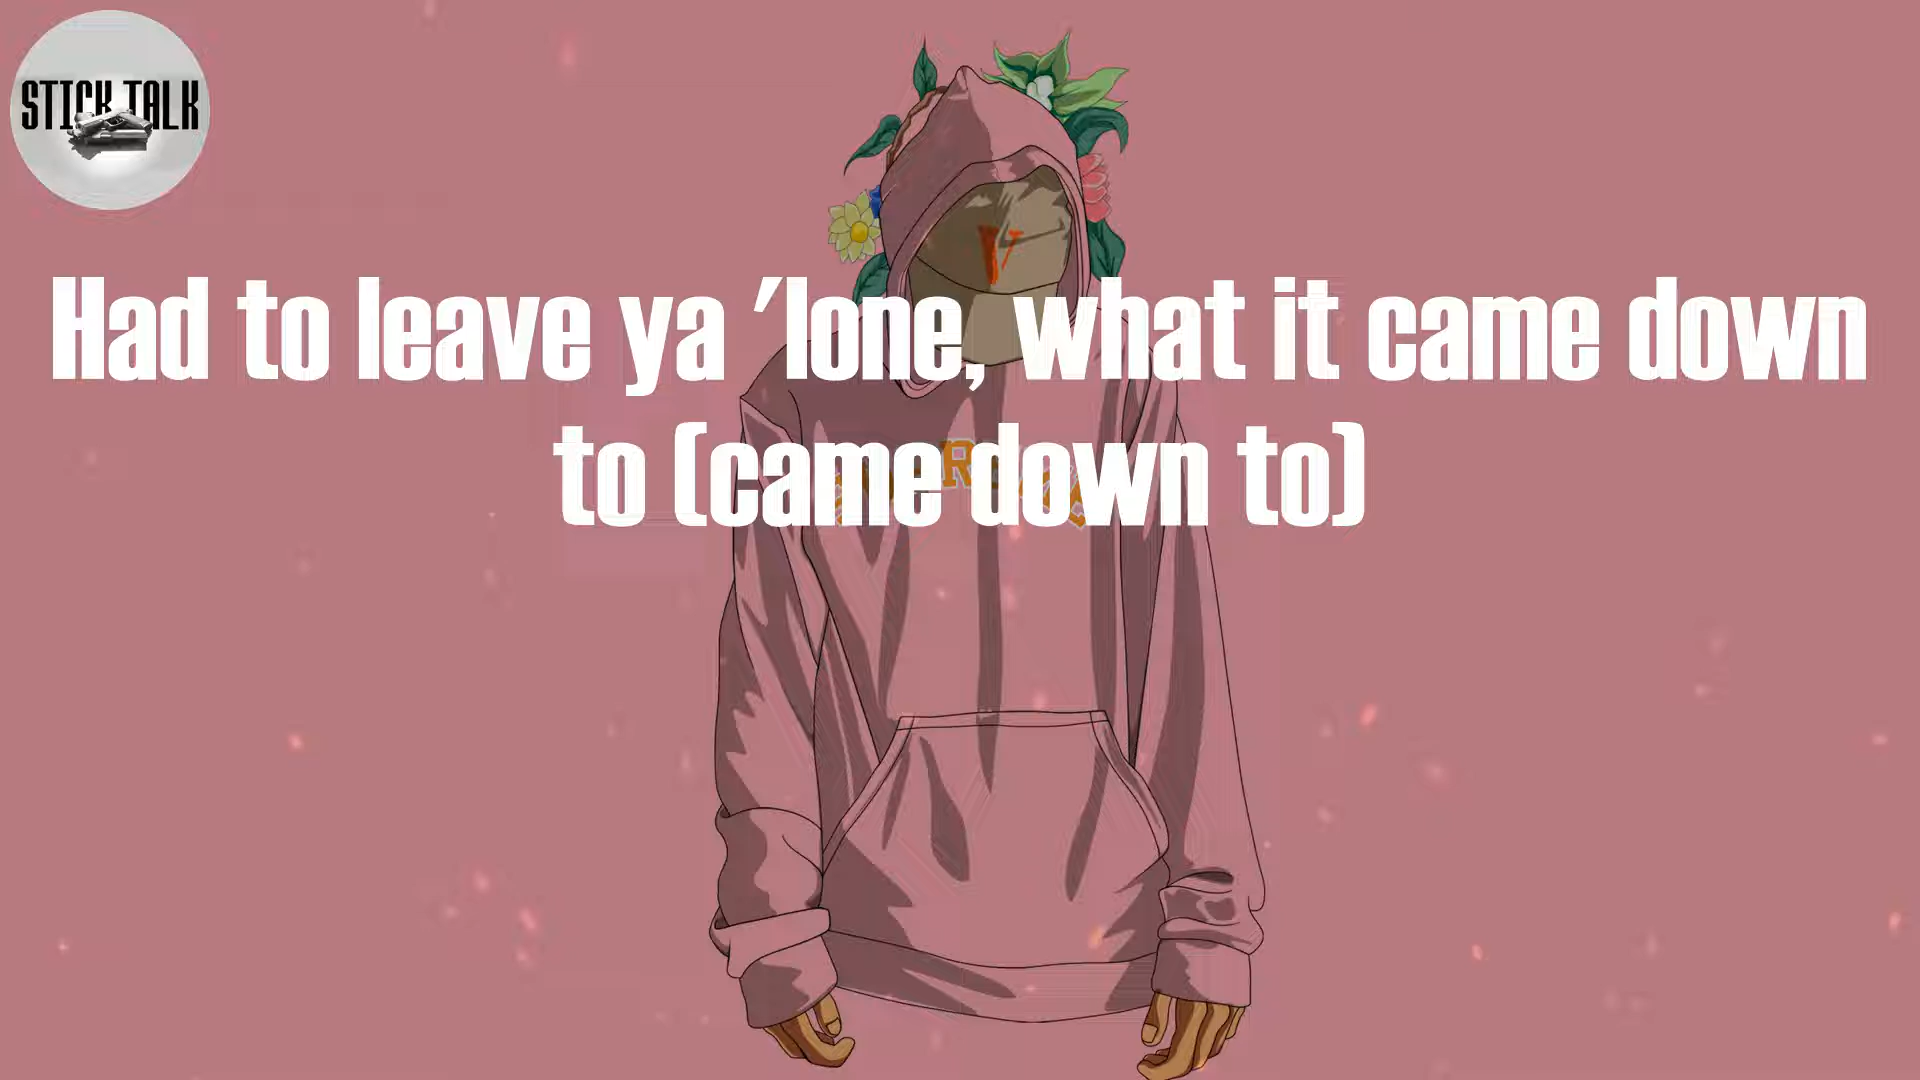 STICK TALK
Had to leave ya 'lone, what it came down
to (came down to)